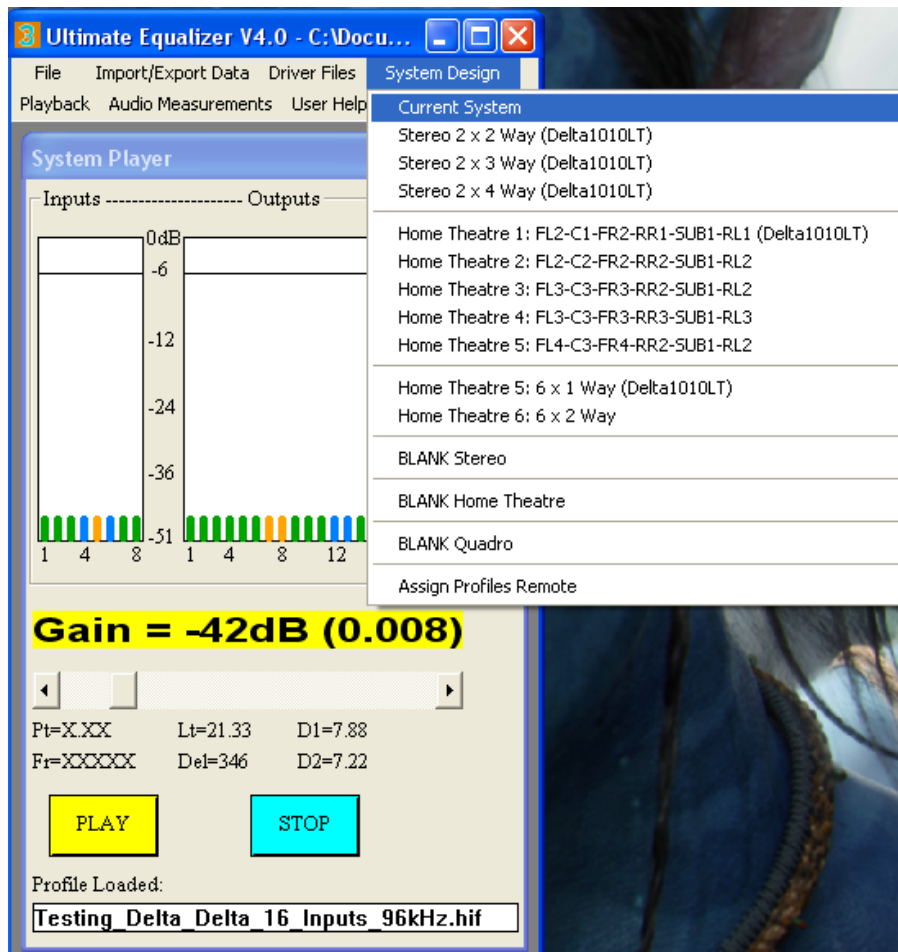 Ultimate Equalizer V4.0 - C:\Docu...
File Import/Export Data Driver Files System Design
Playback Audio Measurements User Help
Current System
Stereo 2 x 2 Way (Delta1010LT)
Stereo 2 x 3 Way (Delta1010LT)
Stereo 2 x 4 Way (Delta1010LT)
Home Theatre 1: FL2-C1-FR2-RR1-SUB1-RL1 (Delta1010LT)
Home Theatre 2: FL2-C2-FR2-RR2-SUB1-RL2
Home Theatre 3: FL3-C3-FR3-RR2-SUB1-RL2
Home Theatre 4: FL3-C3-FR3-RR3-SUB1-RL3
Home Theatre 5: FL4-C3-FR4-RR2-SUB1-RL2
Home Theatre 5: 6 x 1 Way (Delta1010LT)
Home Theatre 6: 6 x 2 Way
BLANK Stereo
BLANK Home Theatre
BLANK Quadro
Assign Profiles Remote
System Player
Inputs ---------------------- Outputs
0dB
-6
-12
-24
-36
-51
1 4 8 1 4 8 12
Gain = -42dB (0.008)
Pt=X.XX Lt=21.33 D1=7.88
Fr=XXXXX Del=346 D2=7.22
PLAY STOP
Profile Loaded:
Testing_Delta_Delta_16_Inputs_96kHz.hif